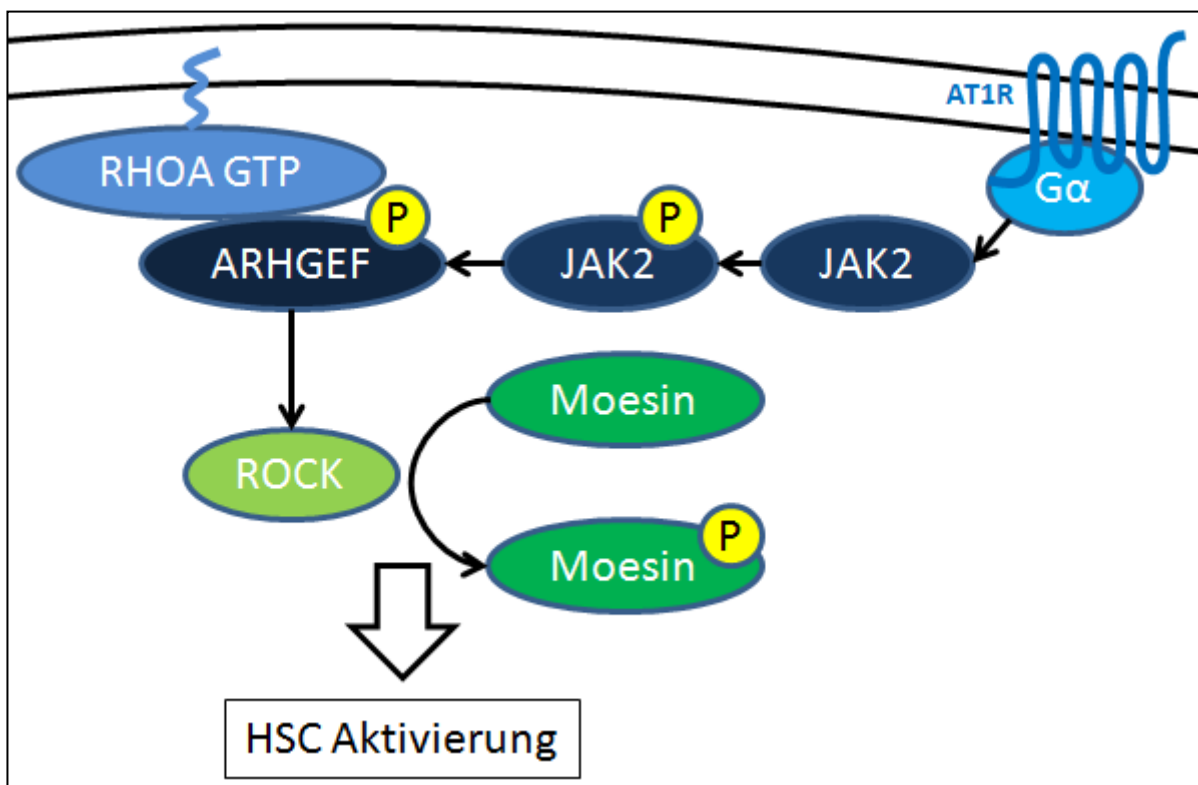 AT1R
RHOA GTP
Gα
P
P
ARHGEF
JAK2
JAK2
Moesin
ROCK
P
Moesin
HSC Aktivierung